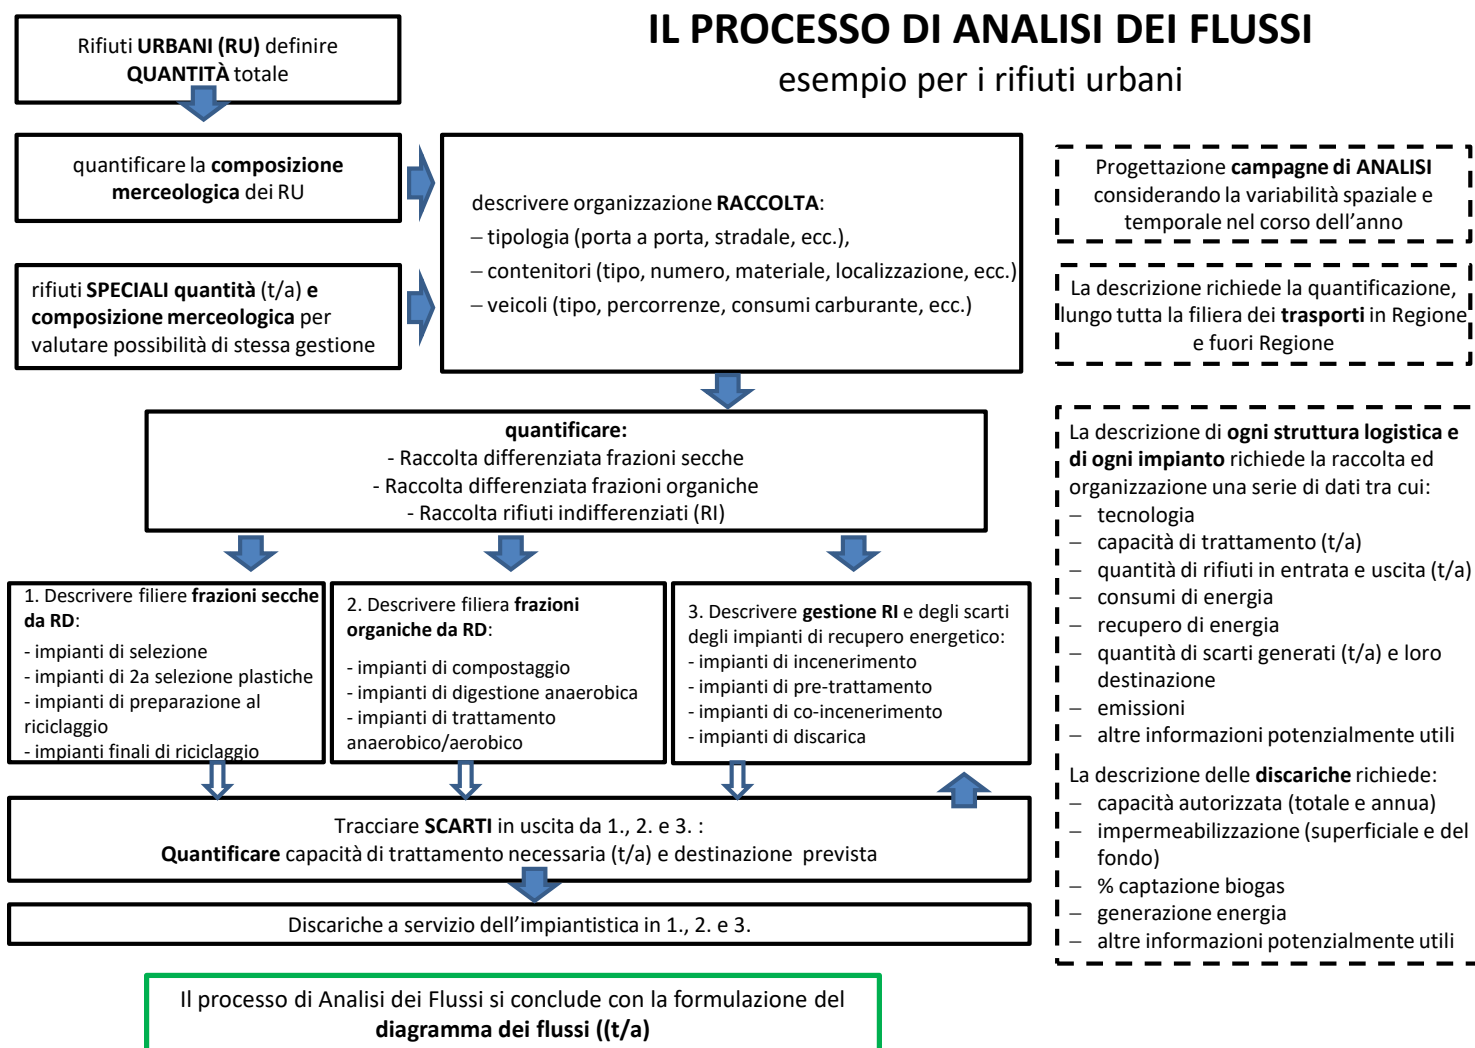 IL PROCESSO DI ANALISI DEI FLUSSI
esempio per i rifiuti urbani
Rifiuti URBANI (RU) definire
QUANTITÀ totale
quantificare la composizione
merceologica dei RU
rifiuti SPECIALI quantità (t/a) e
composizione merceologica per
valutare possibilità di stessa gestione
descrivere organizzazione RACCOLTA:
– tipologia (porta a porta, stradale, ecc.),
– contenitori (tipo, numero, materiale, localizzazione, ecc.)
– veicoli (tipo, percorrenze, consumi carburante, ecc.)
Progettazione campagne di ANALISI
considerando la variabilità spaziale e
temporale nel corso dell'anno
La descrizione richiede la quantificazione,
lungo tutta la filiera dei trasporti in Regione
e fuori Regione
quantificare:
- Raccolta differenziata frazioni secche
- Raccolta differenziata frazioni organiche
- Raccolta rifiuti indifferenziati (RI)
1. Descrivere filiere frazioni secche
da RD:
- impianti di selezione
- impianti di 2a selezione plastiche
- impianti di preparazione al
riciclaggio
- impianti finali di riciclaggio
2. Descrivere filiera frazioni
organiche da RD:
- impianti di compostaggio
- impianti di digestione anaerobica
- impianti di trattamento
anaerobico/aerobico
3. Descrivere gestione RI e degli scarti
degli impianti di recupero energetico:
- impianti di incenerimento
- impianti di pre-trattamento
- impianti di co-incenerimento
- impianti di discarica
Tracciare SCARTI in uscita da 1., 2. e 3. :
Quantificare capacità di trattamento necessaria (t/a) e destinazione prevista
Discariche a servizio dell'impiantistica in 1., 2. e 3.
La descrizione di ogni struttura logistica e
di ogni impianto richiede la raccolta ed
organizzazione una serie di dati tra cui:
– tecnologia
– capacità di trattamento (t/a)
– quantità di rifiuti in entrata e uscita (t/a)
– consumi di energia
– recupero di energia
– quantità di scarti generati (t/a) e loro
destinazione
– emissioni
– altre informazioni potenzialmente utili
La descrizione delle discariche richiede:
– capacità autorizzata (totale e annua)
– impermeabilizzazione (superficiale e del
fondo)
– % captazione biogas
– generazione energia
– altre informazioni potenzialmente utili
Il processo di Analisi dei Flussi si conclude con la formulazione del
diagramma dei flussi ((t/a)